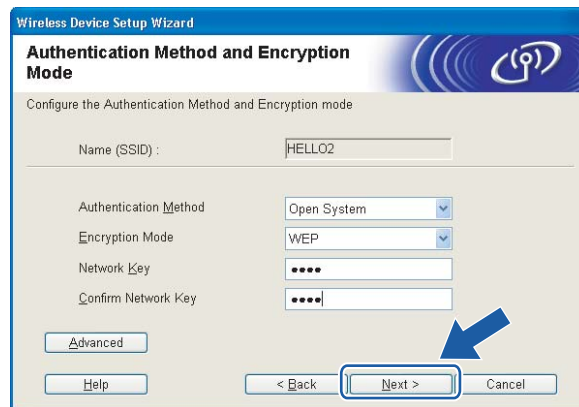 Wireless Device Setup Wizard
Authentication Method and Encryption
Mode
Configure the Authentication Method and Encryption mode
Name (SSID) : HELLO2
Authentication Method Open System
Encryption Mode WEP
Network Key ••••
Confirm Network Key ••••
Advanced
Help < Back Next > Cancel